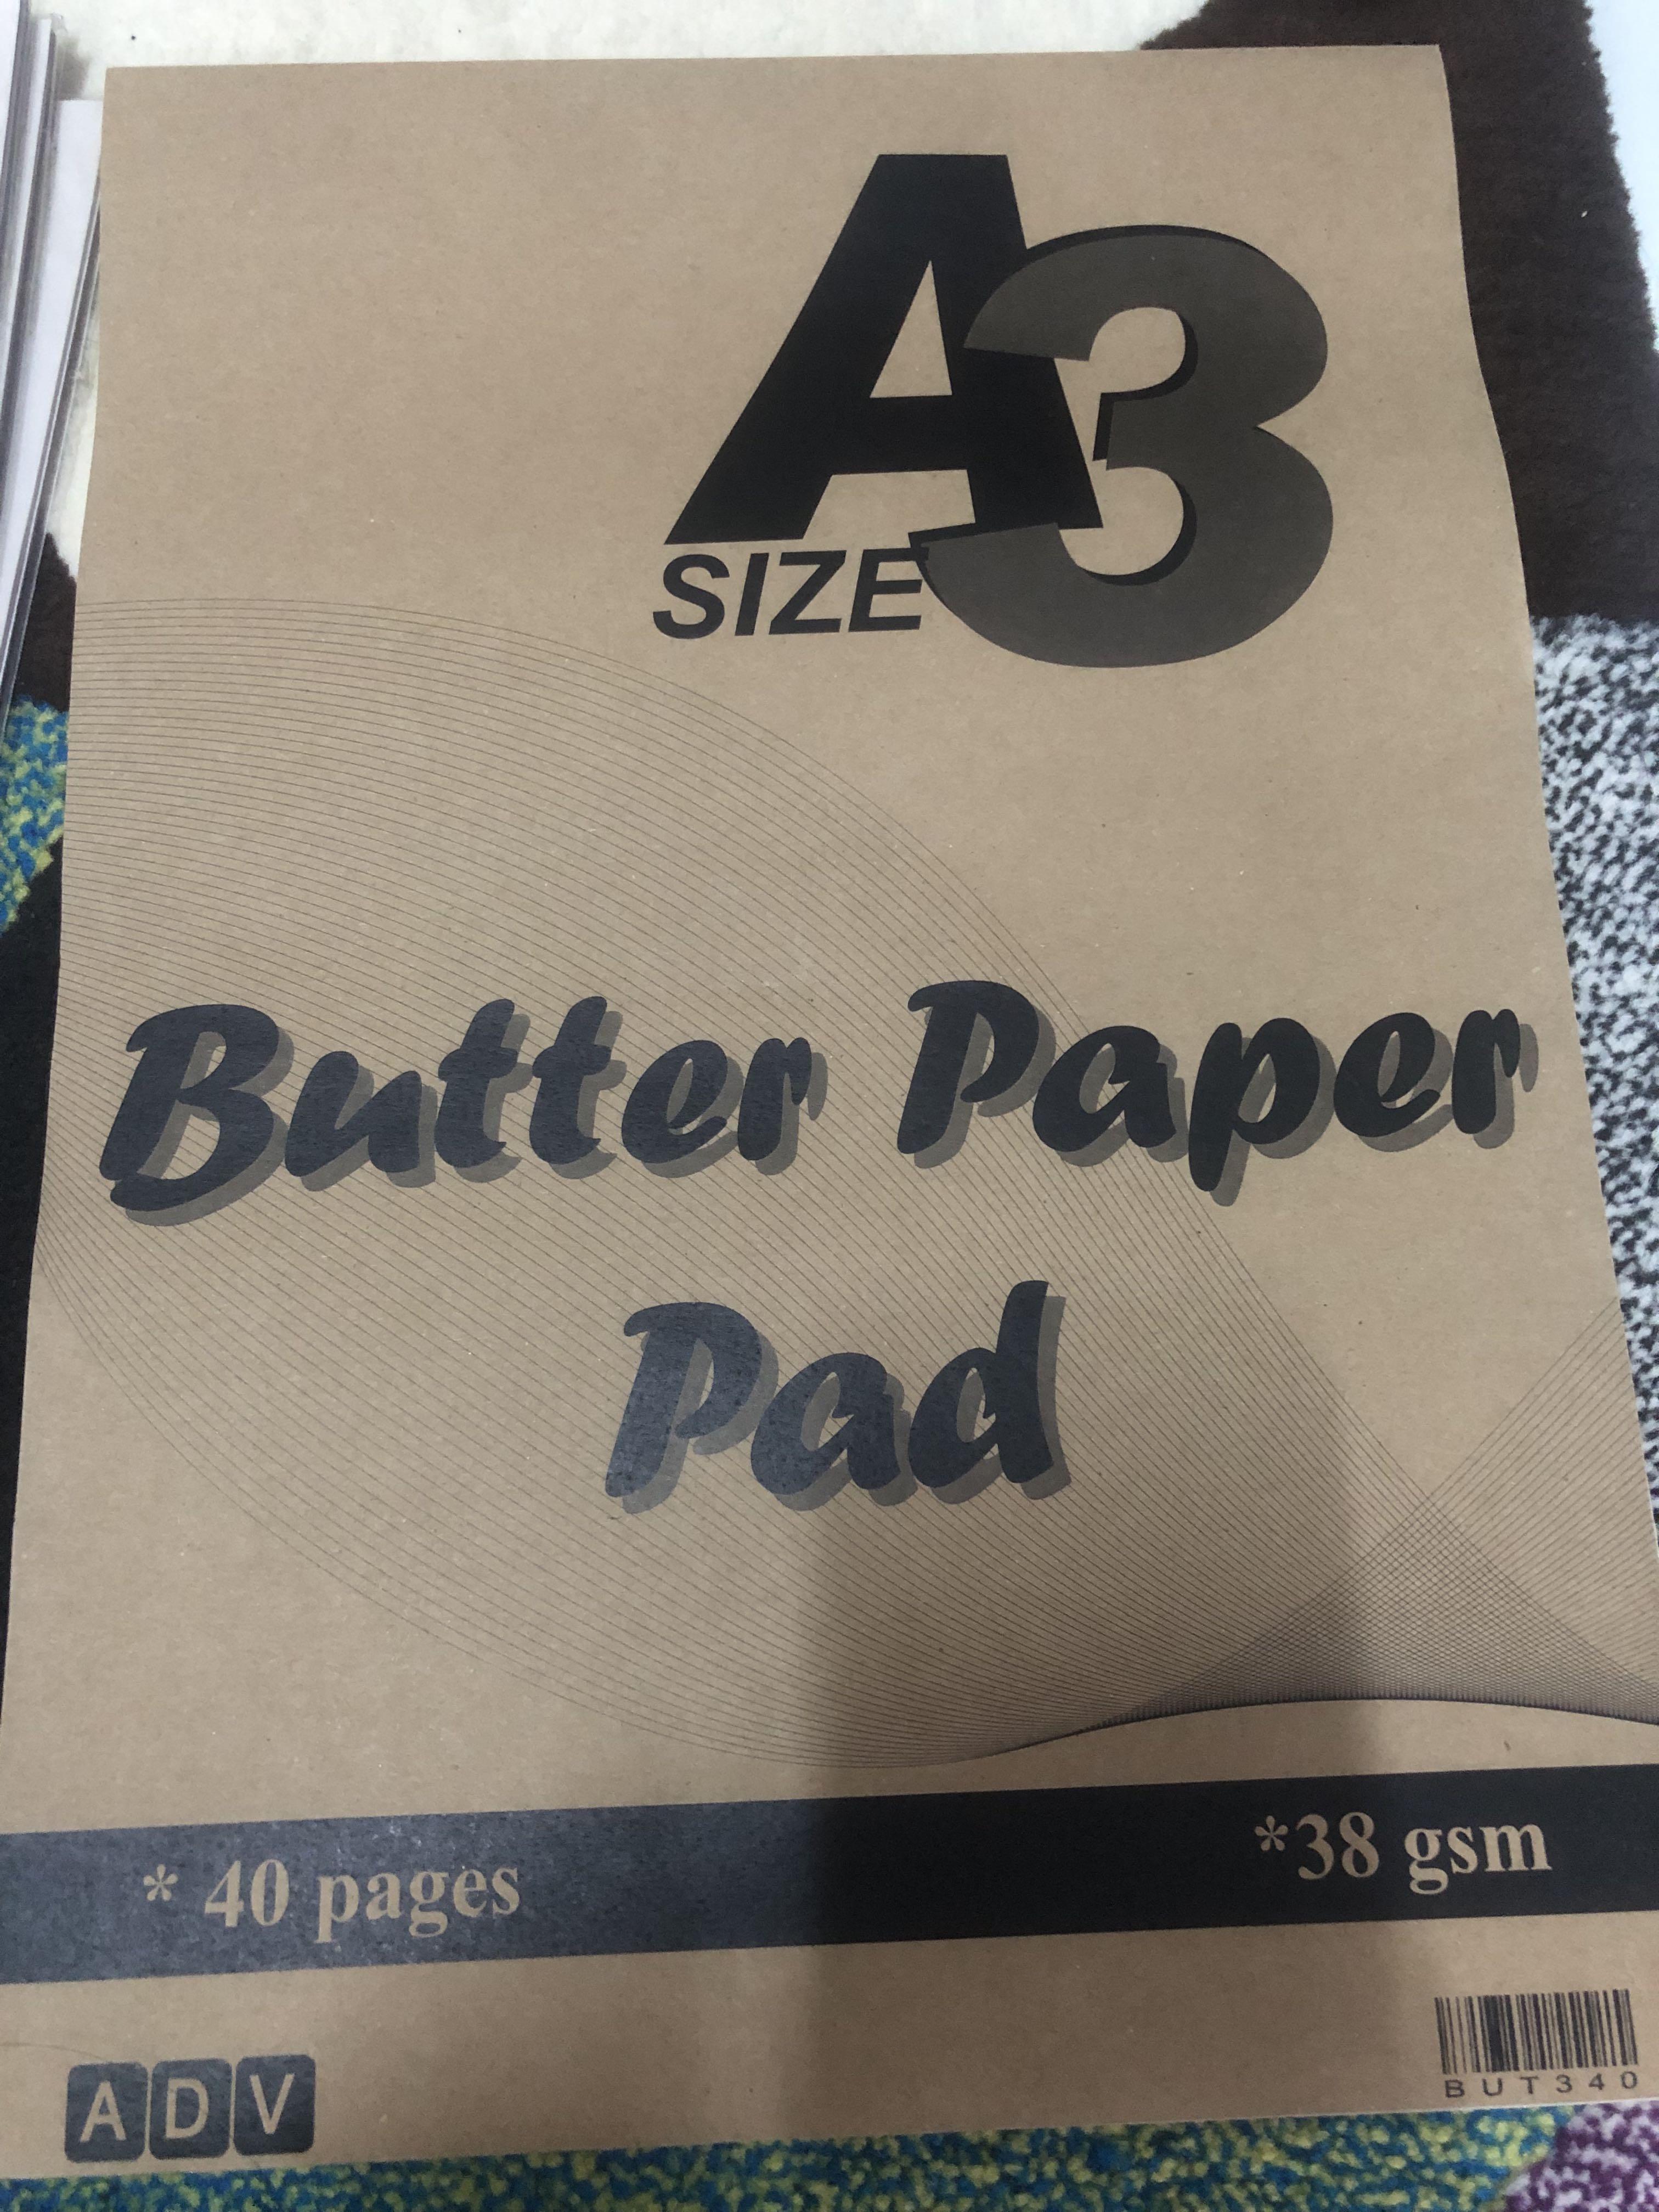 A3
SIZE
Butter Paper
Pad
* 40 pages
*38 gsm
ADV
BUT340